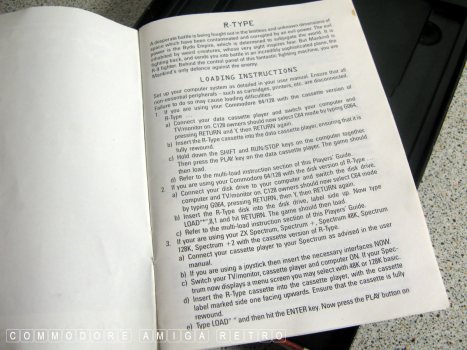 R-TYPE
A desperate battle is being fought out in the lawless and unknown dimensions of
space which have been contaminated and corrupted by an evil power. The evil
power is the Bydo Empire, which is determined to subjugate the world. It is
inhabited by weird creatures, whose very sight inspires fear. But Mankind is
fighting back, and sends you into battle in an incredibly sophisticated plane, the
R-9 fighter. Behind the control panel of this fantastic fighting machine, you are
Mankind's only defence against the enemy.
LOADING INSTRUCTIONS
Set up your computer system as detailed in your user manual. Ensure that all
non-essential peripherals - such as cartridges, printers, etc. are disconnected.
Failure to do so may cause loading difficulties.
1. If you are using your Commodore 64/128 with the cassette version of
R-Type
a) Connect your data cassette player and switch your computer and
TV/monitor on. C128 owners should now select C64 mode by typing GO64,
pressing RETURN and Y, then RETURN again.
b) Insert the R-Type cassette into the data cassette player, ensuring that it is
fully rewound.
c) Hold down the SHIFT and RUN/STOP keys on the computer together.
Then press the PLAY key on the data cassette player. The game should
then load.
d) Refer to the multi-load instruction section of this Players' Guide.
2. If you are using your Commodore 64/128 with the disk version of R-Type
a) Connect your disk drive to your computer and switch the disk drive,
computer and TV/monitor on. C128 owners should now select C64 mode
by typing GO64, pressing RETURN, then Y, then RETURN again.
b) Insert the R-Type disk into the disk drive, label side up. Now type
LOAD"*",8,1 and hit RETURN. The game should then load.
c) Refer to the multi-load instruction section of this Players' Guide.
3. If your are using your ZX Spectrum, Spectrum +, Spectrum 48K, Spectrum
128K, Spectrum +2 with the cassette version of R-Type.
a) Connect your cassette player to your Spectrum as advised in the user
manual.
b) If you are using a joystick then insert the necessary interfaces NOW.
c) Switch your TV/monitor, cassette player and computer ON. If your Spec-
trum now displays a menu screen you may select with 48K or 128K basic.
d) Insert the R-Type cassette into the cassette player, with the cassette
label marked side one facing upwards. Ensure that the cassette is fully
rewound.
e) Type LOAD" " and then hit the ENTER key. Now press the PLAY button on
COMMODORE AMIGA RETRO